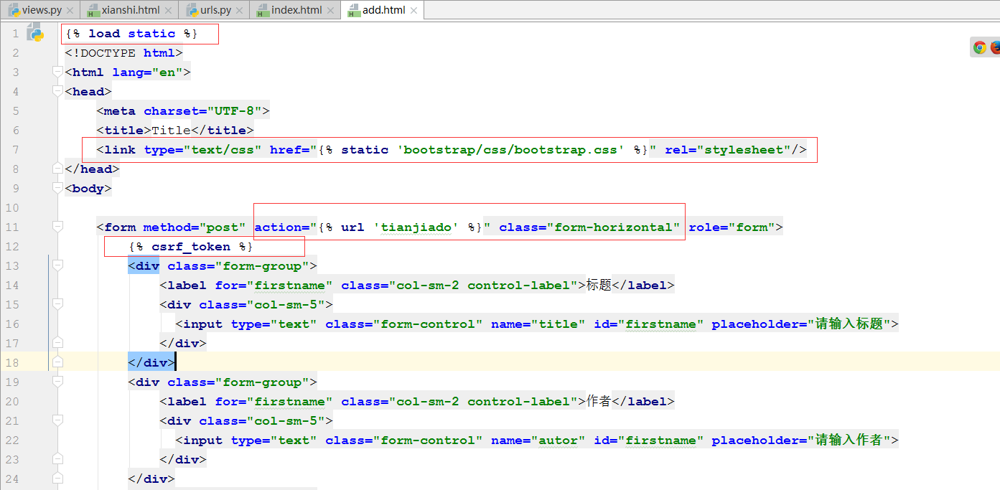 views.py xianshi.html urls.py index.html add.html
1 {% load static %}
2 <!DOCTYPE html>
3 <html lang="en">
4 <head>
5 <meta charset="UTF-8">
6 <title>Title</title>
7 <link type="text/css" href="{% static 'bootstrap/css/bootstrap.css' %}" rel="stylesheet"/>
8 </head>
9 <body>
10
11 <form method="post" action="{% url 'tianjiado' %}" class="form-horizontal" role="form">
12 {% csrf_token %}
13 <div class="form-group">
14 <label for="firstname" class="col-sm-2 control-label">标题</label>
15 <div class="col-sm-5">
16 <input type="text" class="form-control" name="title" id="firstname" placeholder="请输入标题">
17 </div>
18 </div>
19 <div class="form-group">
20 <label for="firstname" class="col-sm-2 control-label">作者</label>
21 <div class="col-sm-5">
22 <input type="text" class="form-control" name="autor" id="firstname" placeholder="请输入作者">
23 </div>
24 </div>